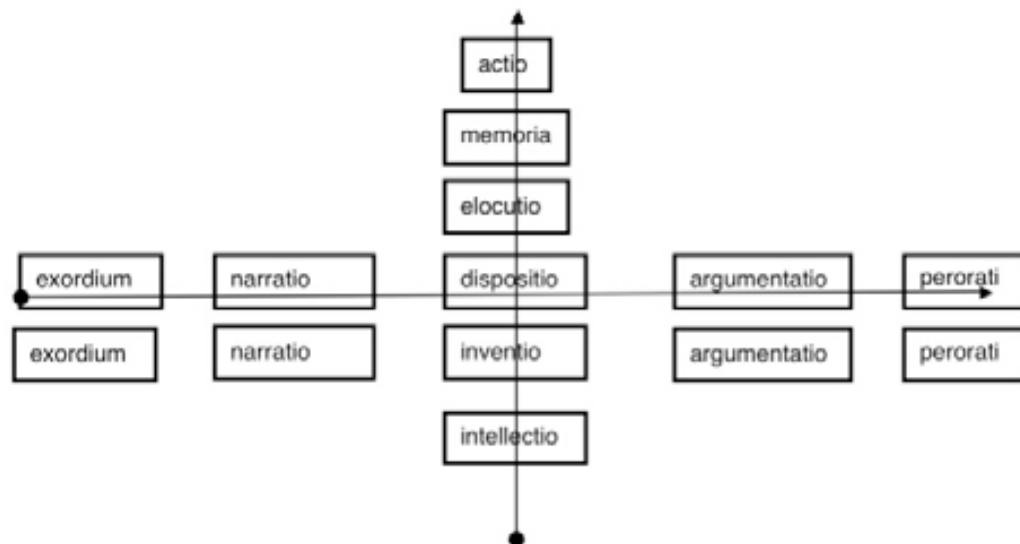 actio
memoria
elocutio
exordium narratio dispositio argumentatio perorati
exordium narratio inventio argumentatio perorati
intellectio